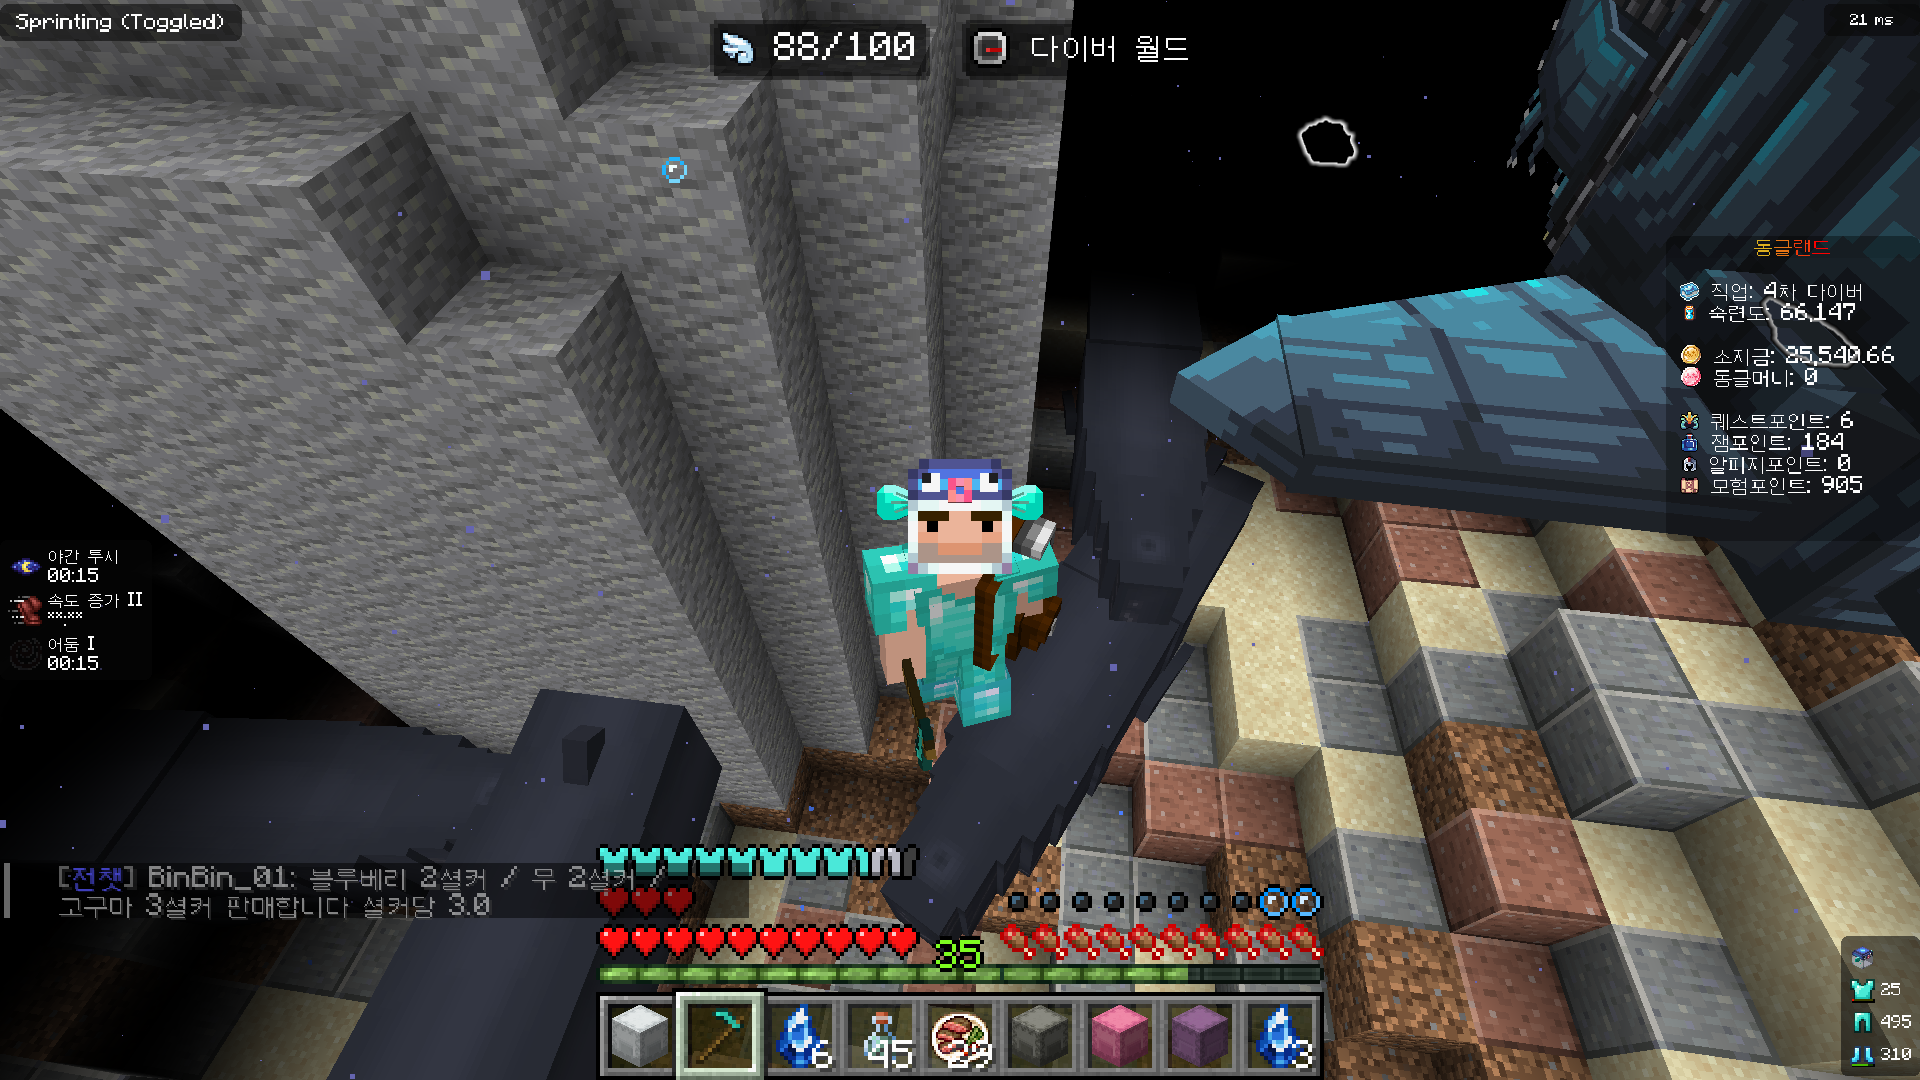 Sprinting (Toggled)
88/100
다이버 월드
21 ms
동글랜드
직업: 4차 다이버
숙련도: 66,147
소지금: 25,540.66
동글머니: 0
퀘스트포인트: 6
잼포인트: 184
알피지포인트: 0
모험포인트: 905
야간 투시
00:15
속도 증가 II
**:**
어둠 I
00:15
[전챗] BinBin_01: 블루베리 2셜커 / 무 2셜커 /
고구마 3셜커 판매합니다 셜커당 3.0
35
6
45
3
25
495
310